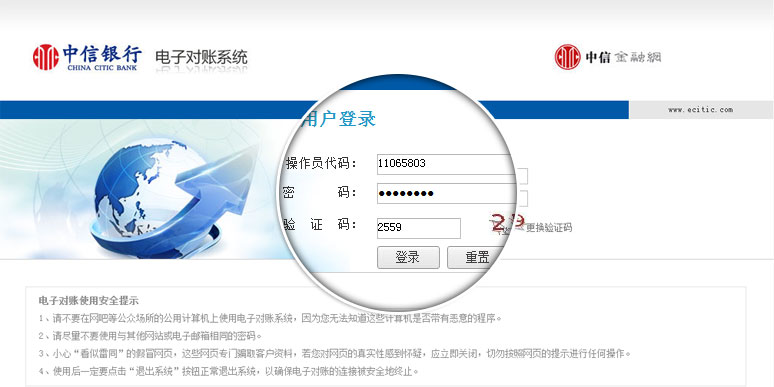 中信银行
CHINA CITIC BANK
电子对账系统
中信金融網
www.ecitic.com
用户登录
操作员代码: 11065803
密 码: ●●●●●●●●
验 证 码: 2559
更换验证码
登录 重置
电子对账使用安全提示
1、请不要在网吧等公众场所的公用计算机上使用电子对账系统，因为您无法知道这些计算机是否带有恶意的程序。
2、请尽量不要使用与其他网站或电子邮箱相同的密码。
3、小心“看似雷同”的假冒网页，这些网页专门骗取客户资料，若您对网页的真实性感到怀疑，应立即关闭，切勿按照网页的提示进行任何操作。
4、使用后一定要点击“退出系统”按钮正常退出系统，以确保电子对账的连接被安全地终止。